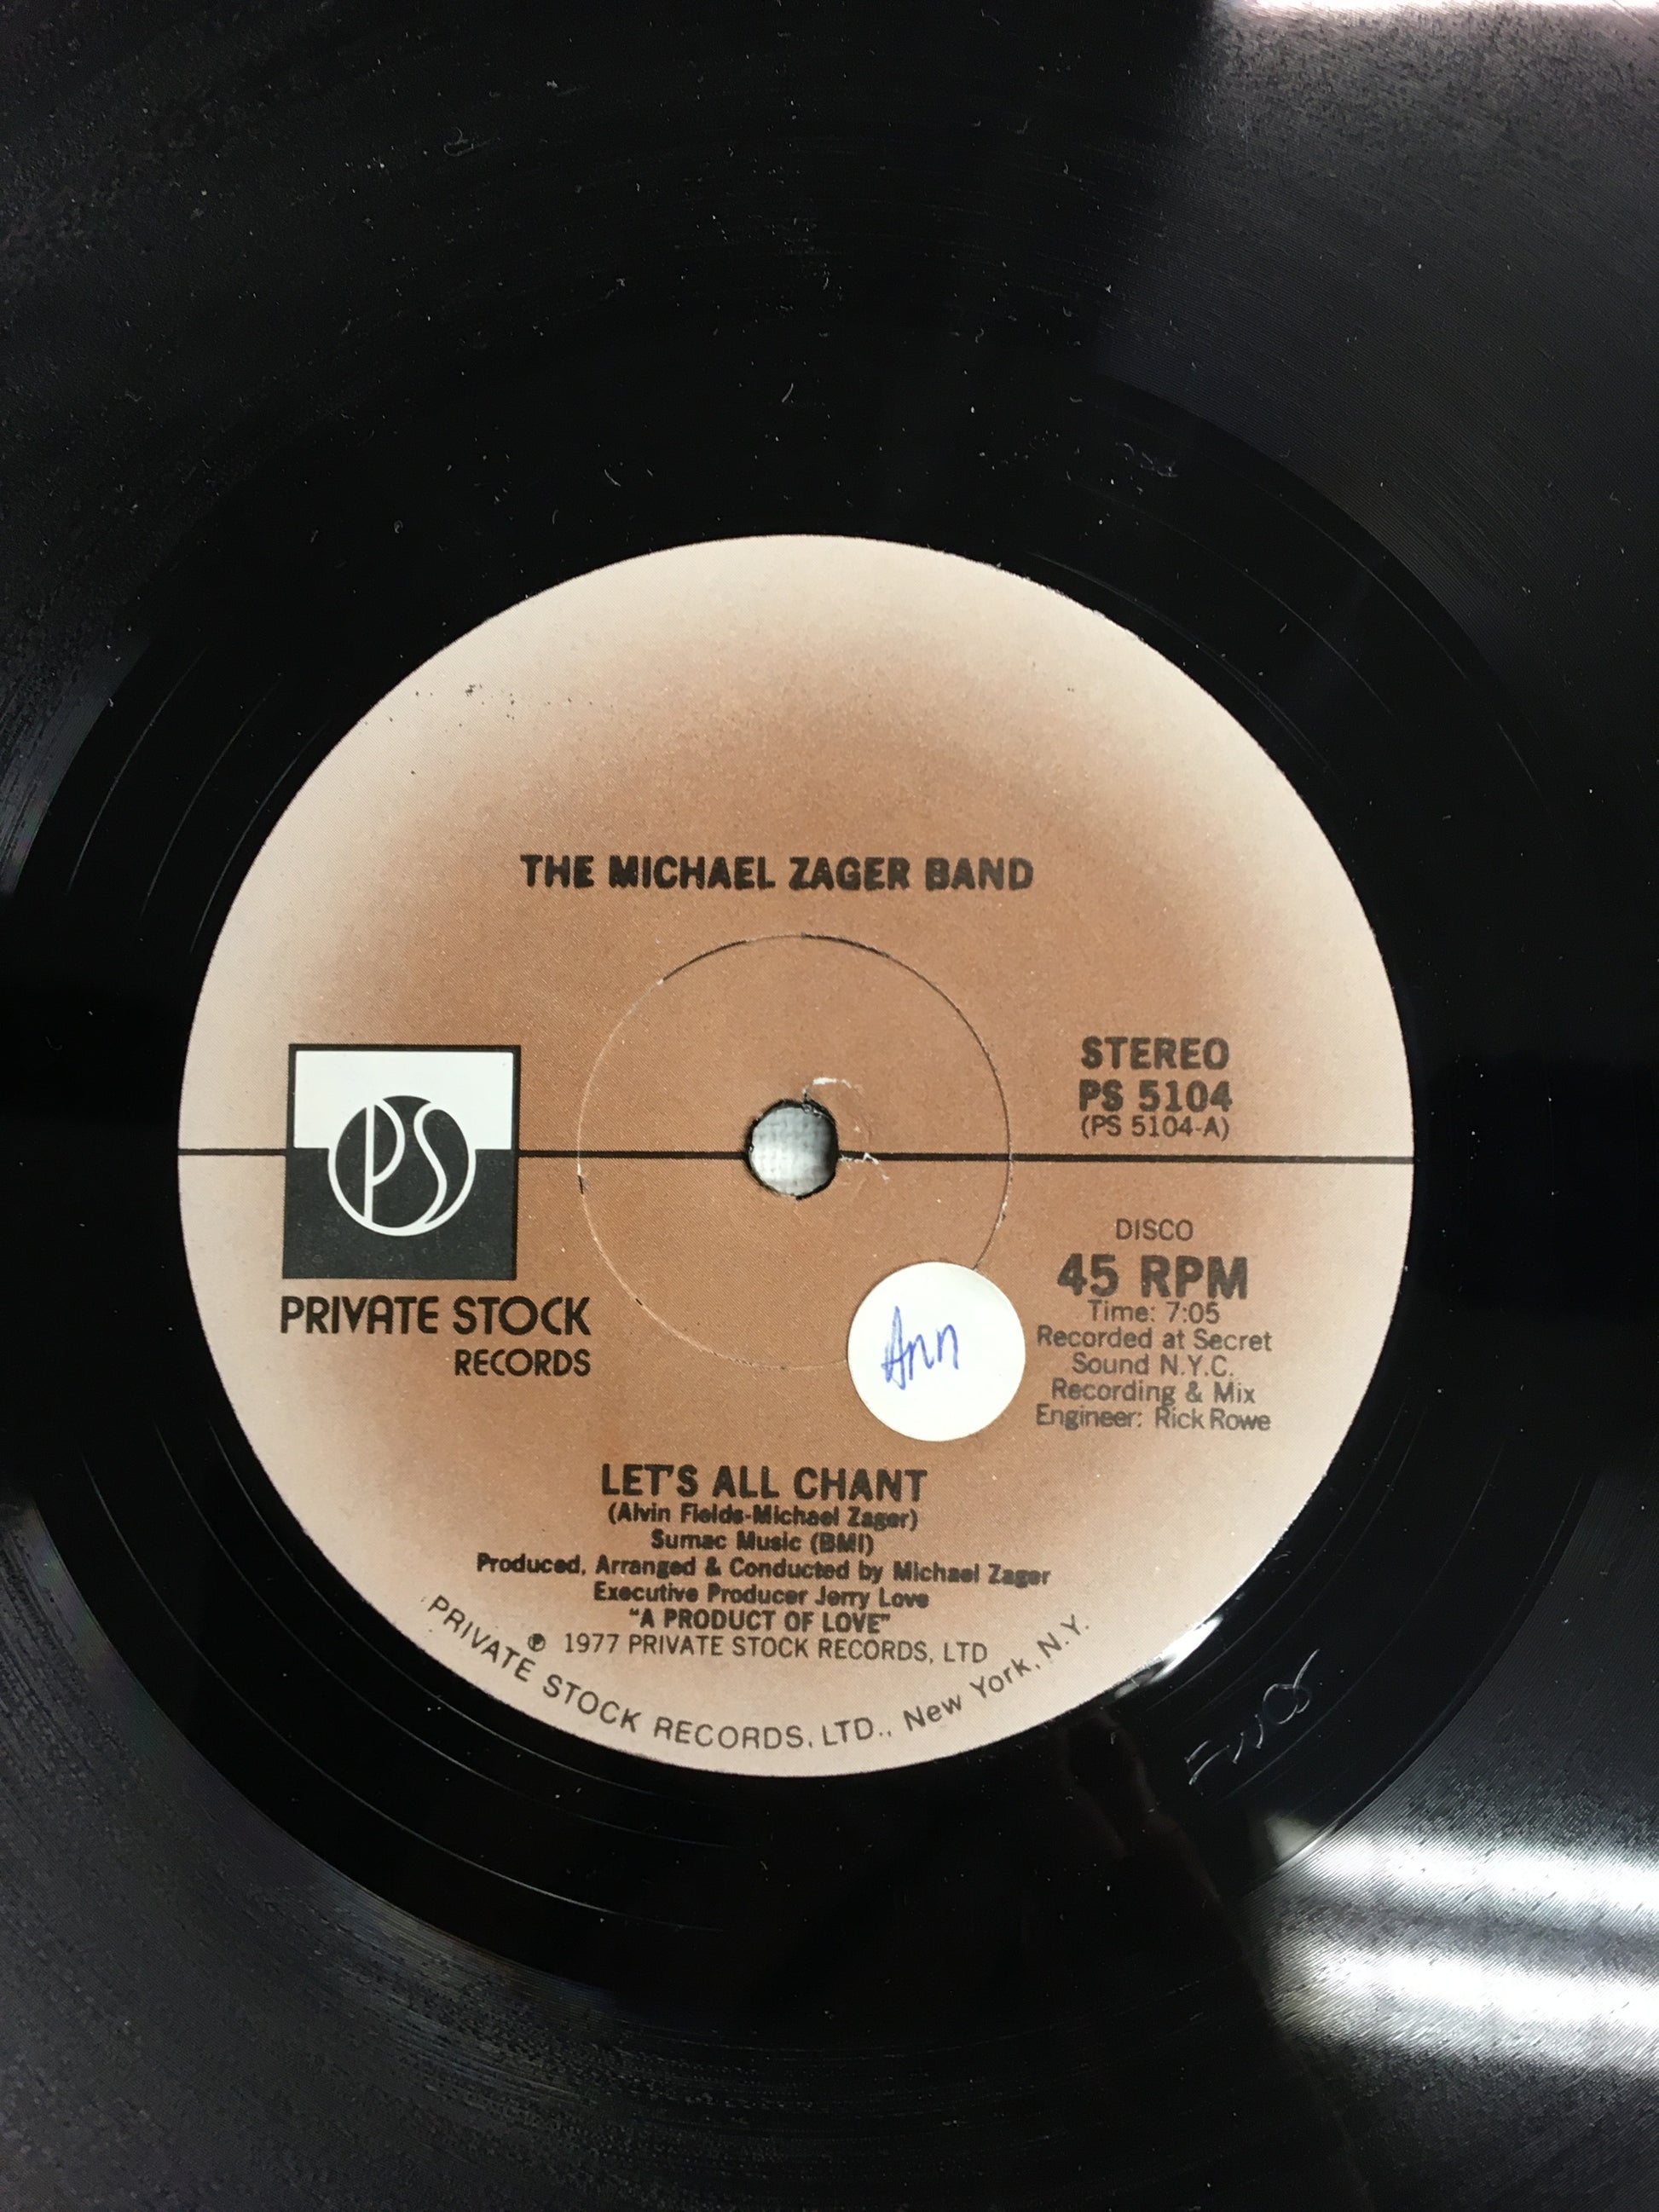 THE MICHAEL ZAGER BAND
STEREO
PS 5104
(PS 5104-A)
PS
PRIVATE STOCK
RECORDS
DISCO
45 RPM
Time: 7:05
Recorded at Secret
Sound N.Y.C.
Recording & Mix
Engineer: Rick Rowe
Ann
LET'S ALL CHANT
(Alvin Fields-Michael Zager)
Sumac Music (BMI)
Produced, Arranged & Conducted by Michael Zager
Executive Producer Jerry Love
"A PRODUCT OF LOVE"
℗ 1977 PRIVATE STOCK RECORDS, LTD
PRIVATE STOCK RECORDS, LTD., New York, N.Y.